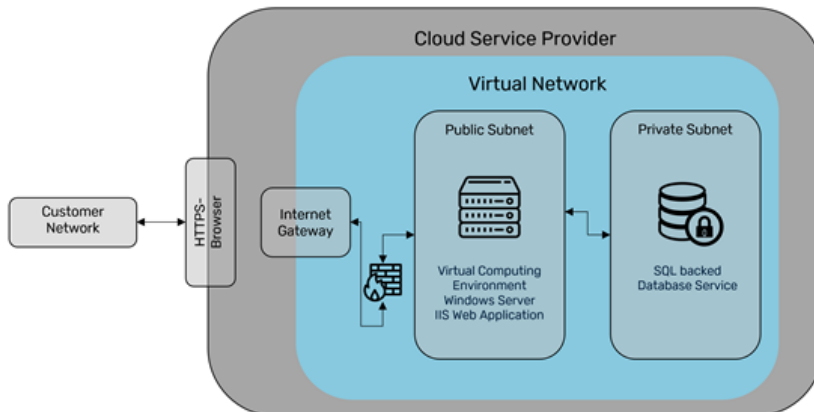 Cloud Service Provider
Virtual Network
Public Subnet
Private Subnet
Customer
Network
HTTPS-
Browser
Internet
Gateway
Virtual Computing
Environment
Windows Server
IIS Web Application
SQL backed
Database Service